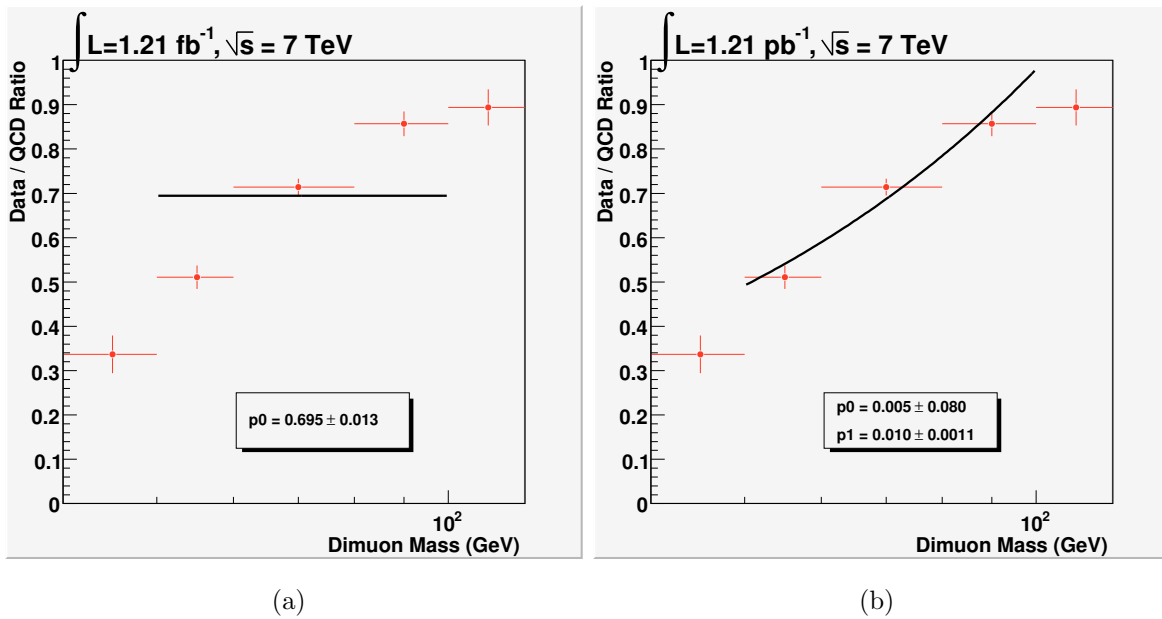 ∫L=1.21 fb⁻¹, √s = 7 TeV
Data / QCD Ratio
1
0.9
0.8
0.7
0.6
0.5
0.4
0.3
0.2
0.1
0
p0 = 0.695 ± 0.013
10²
Dimuon Mass (GeV)
(a)
∫L=1.21 pb⁻¹, √s = 7 TeV
Data / QCD Ratio
1
0.9
0.8
0.7
0.6
0.5
0.4
0.3
0.2
0.1
0
p0 = 0.005 ± 0.080
p1 = 0.010 ± 0.0011
10²
Dimuon Mass (GeV)
(b)